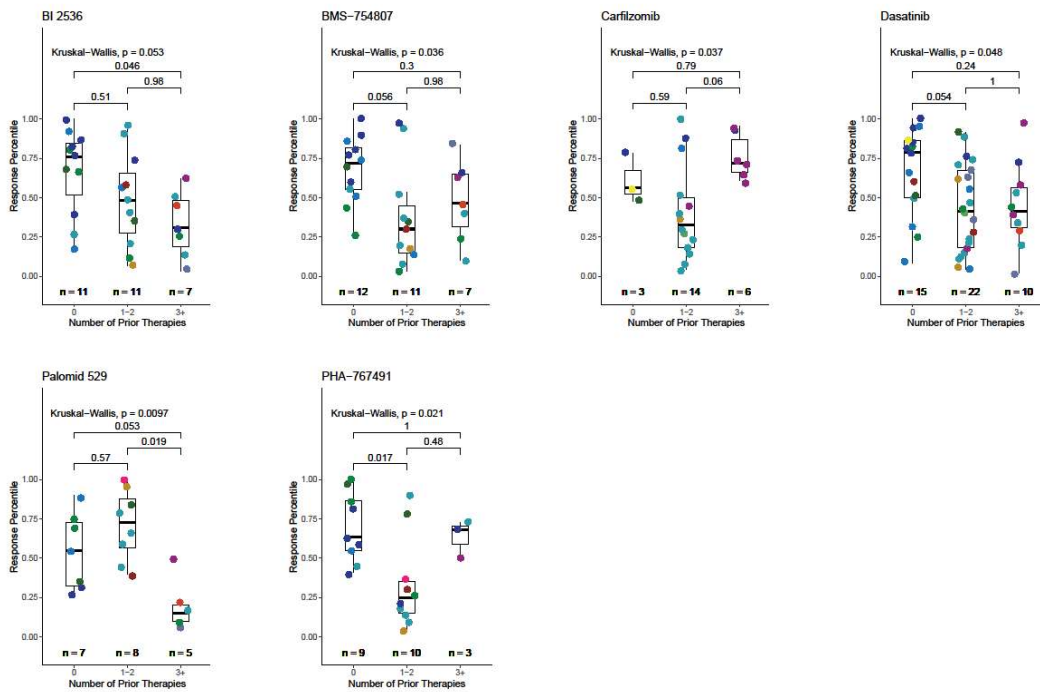 BI 2536
Kruskal−Wallis, p = 0.053
0.046
0.98
0.51
1.00
0.75
0.50
0.25
0.00
Response Percentile
n = 11
n = 11
n = 7
0
1−2
3+
Number of Prior Therapies
BMS−754807
Kruskal−Wallis, p = 0.036
0.3
0.98
0.056
1.00
0.75
0.50
0.25
0.00
Response Percentile
n = 12
n = 11
n = 7
0
1−2
3+
Number of Prior Therapies
Carfilzomib
Kruskal−Wallis, p = 0.037
0.79
0.06
0.59
1.00
0.75
0.50
0.25
0.00
Response Percentile
n = 3
n = 14
n = 6
0
1−2
3+
Number of Prior Therapies
Dasatinib
Kruskal−Wallis, p = 0.048
0.24
1
0.054
1.00
0.75
0.50
0.25
0.00
Response Percentile
n = 15
n = 22
n = 10
0
1−2
3+
Number of Prior Therapies
Palomid 529
Kruskal−Wallis, p = 0.0097
0.053
0.019
0.57
1.00
0.75
0.50
0.25
0.00
Response Percentile
n = 7
n = 8
n = 5
0
1−2
3+
Number of Prior Therapies
PHA−767491
Kruskal−Wallis, p = 0.021
1
0.48
0.017
1.00
0.75
0.50
0.25
0.00
Response Percentile
n = 9
n = 10
n = 3
0
1−2
3+
Number of Prior Therapies